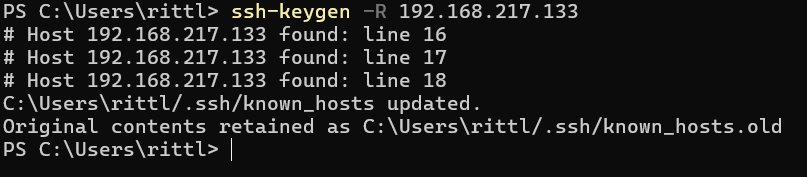 PS C:\Users\rittl> ssh-keygen -R 192.168.217.133
# Host 192.168.217.133 found: line 16
# Host 192.168.217.133 found: line 17
# Host 192.168.217.133 found: line 18
C:\Users\rittl/.ssh/known_hosts updated.
Original contents retained as C:\Users\rittl/.ssh/known_hosts.old
PS C:\Users\rittl>